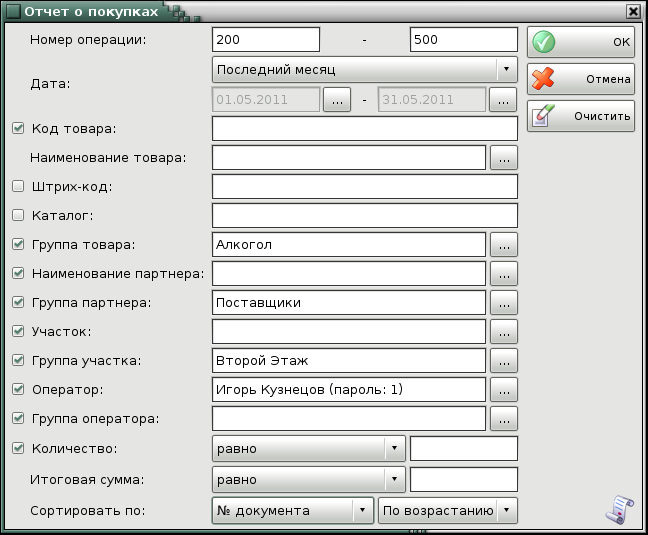 Отчет о покупках
Номер операции: 200 - 500 OK
Последний месяц
Дата: Отмена
01.05.2011 ... - 31.05.2011 ...
Код товара: Очистить
Наименование товара: ...
Штрих-код:
Каталог:
Группа товара: Алкогол ...
Наименование партнера: ...
Группа партнера: Поставщики ...
Участок: ...
Группа участка: Второй Этаж ...
Оператор: Игорь Кузнецов (пароль: 1) ...
Группа оператора: ...
Количество: равно
Итоговая сумма: равно
Сортировать по: № документа По возрастанию